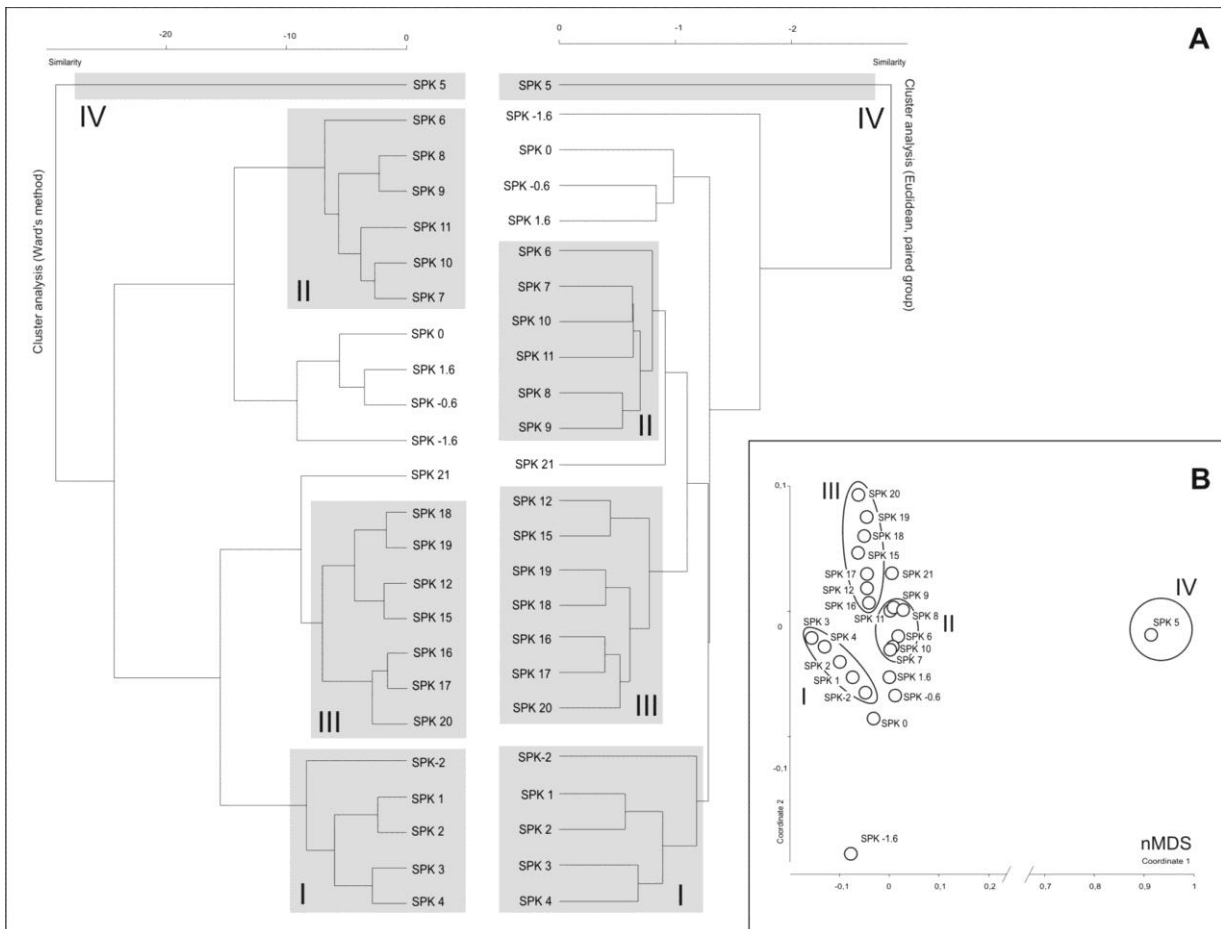 A
-20
-10
0
Similarity
Cluster analysis (Ward's method)
SPK 5
IV
SPK 6
SPK 8
SPK 9
SPK 11
SPK 10
SPK 7
II
SPK 0
SPK 1.6
SPK -0.6
SPK -1.6
SPK 21
SPK 18
SPK 19
SPK 12
SPK 15
SPK 16
SPK 17
SPK 20
III
SPK-2
SPK 1
SPK 2
SPK 3
SPK 4
I
0
-1
-2
Similarity
Cluster analysis (Euclidean, paired group)
SPK 5
IV
SPK -1.6
SPK 0
SPK -0.6
SPK 1.6
SPK 6
SPK 7
SPK 10
SPK 11
SPK 8
SPK 9
II
SPK 21
SPK 12
SPK 15
SPK 19
SPK 18
SPK 16
SPK 17
SPK 20
III
SPK-2
SPK 1
SPK 2
SPK 3
SPK 4
I
B
0,1
0
-0,1
Coordinate 2
III
SPK 20
SPK 19
SPK 18
SPK 15
SPK 17
SPK 21
SPK 12
SPK 9
SPK 16
SPK 11
SPK 8
IV
SPK 5
SPK 3
SPK 4
SPK 6
II
SPK 10
SPK 2
SPK 7
SPK 1
SPK 1.6
I
SPK-2
SPK -0.6
SPK 0
SPK -1.6
nMDS
Coordinate 1
-0,1
0
0,1
0,2
0,7
0,8
0,9
1